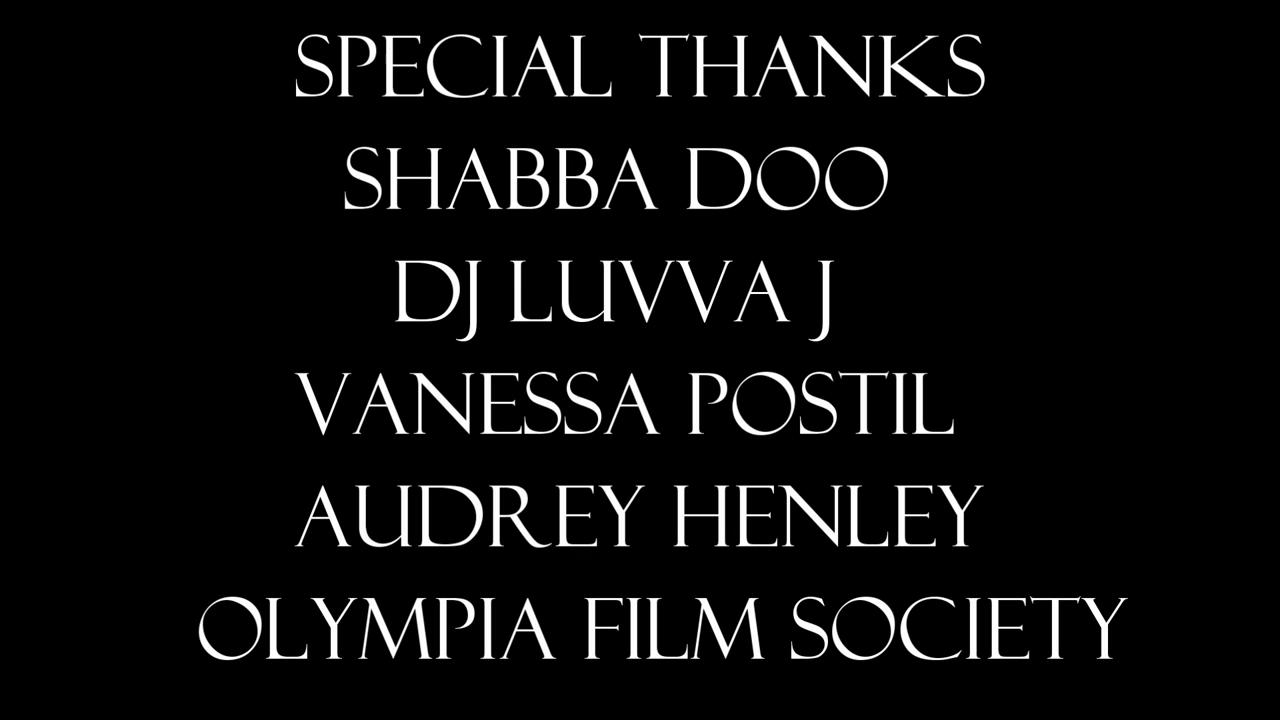 SPECIAL THANKS
SHABBA DOO
DJ LUVVA J
VANESSA POSTIL
AUDREY HENLEY
OLYMPIA FILM SOCIETY